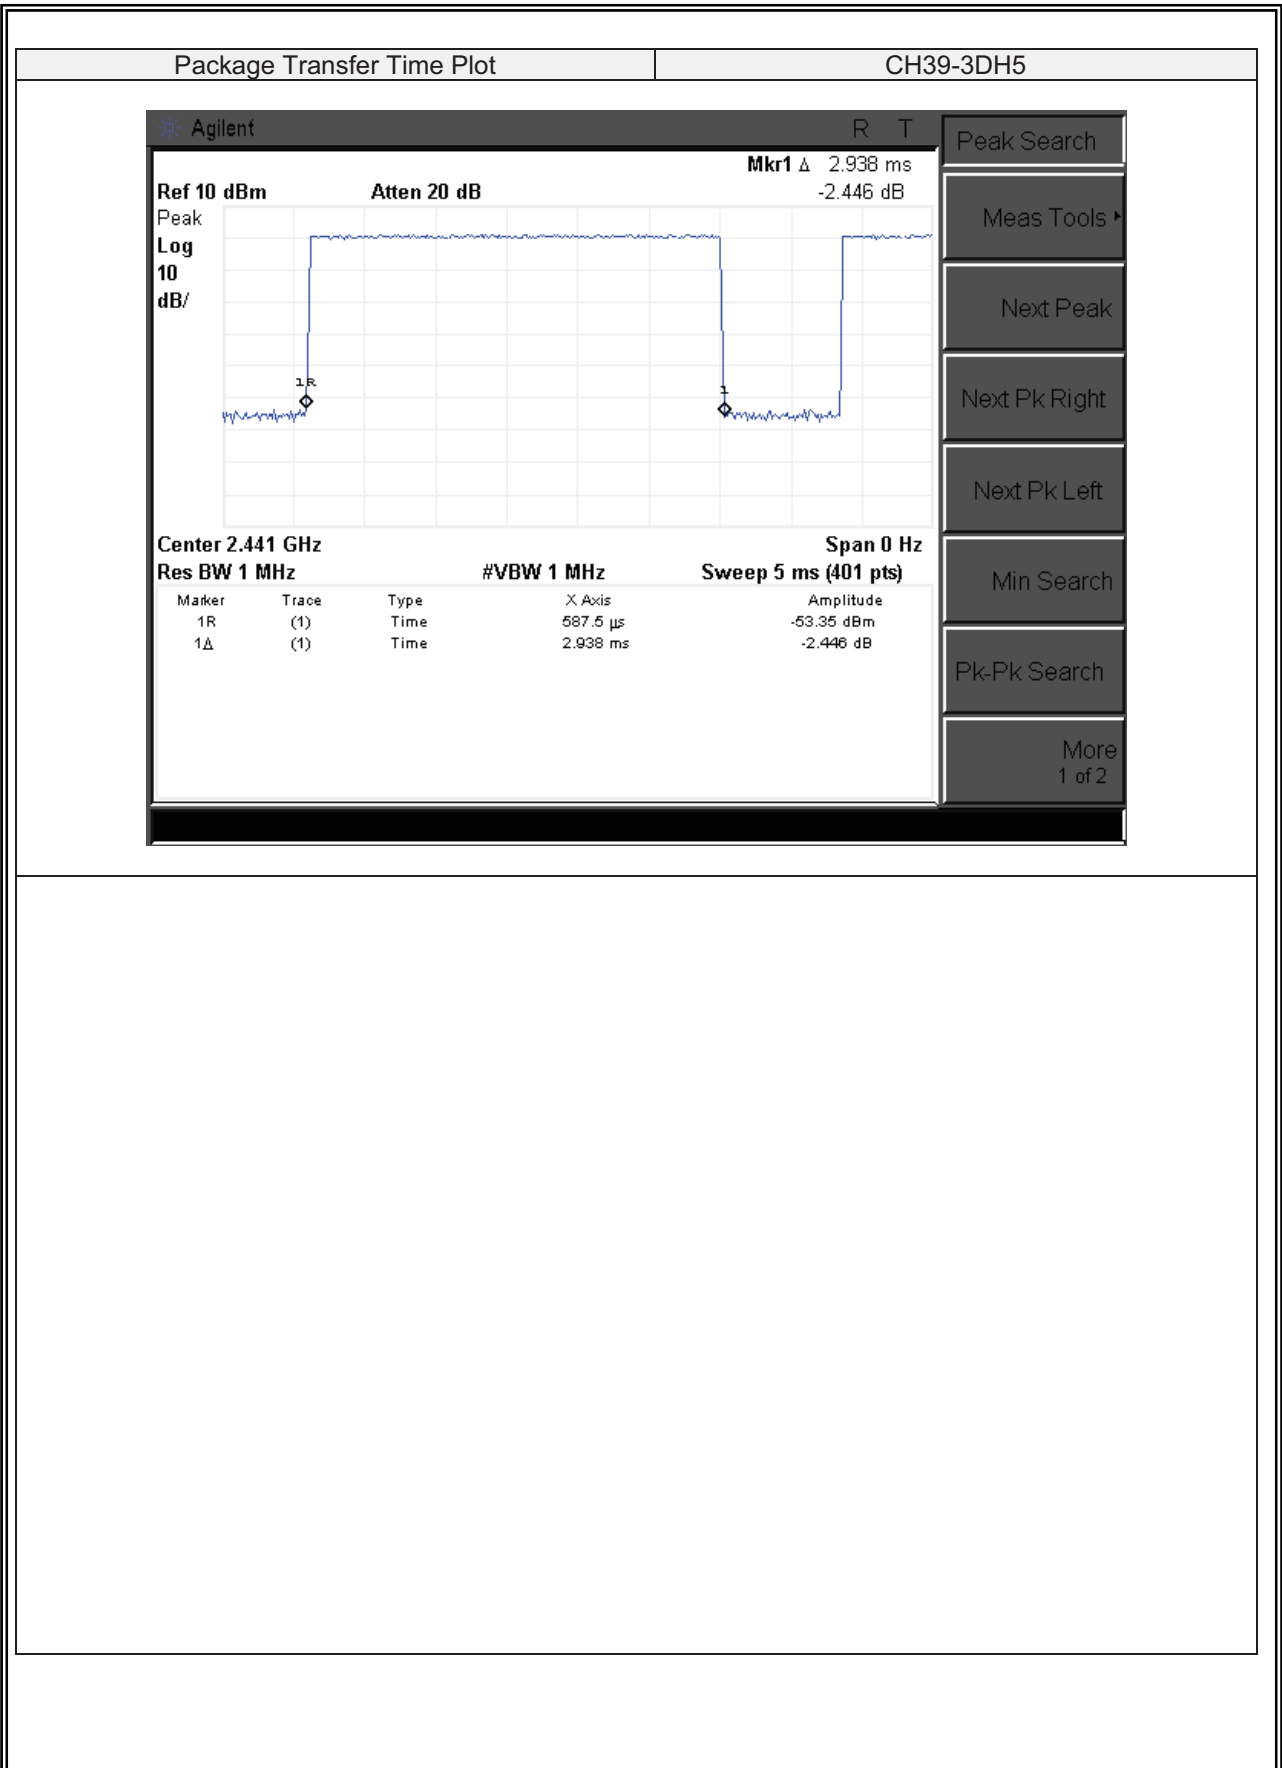 Package Transfer Time Plot CH39-3DH5
Agilent R T
Peak Search
Mkr1 Δ 2.938 ms
Ref 10 dBm Atten 20 dB -2.446 dB
Peak
Log
10
dB/
1R
1
Center 2.441 GHz Span 0 Hz
Res BW 1 MHz #VBW 1 MHz Sweep 5 ms (401 pts)
Marker Trace Type X Axis Amplitude
1R (1) Time 587.5 µs -53.35 dBm
1Δ (1) Time 2.938 ms -2.446 dB
Meas Tools
Next Peak
Next Pk Right
Next Pk Left
Min Search
Pk-Pk Search
More
1 of 2